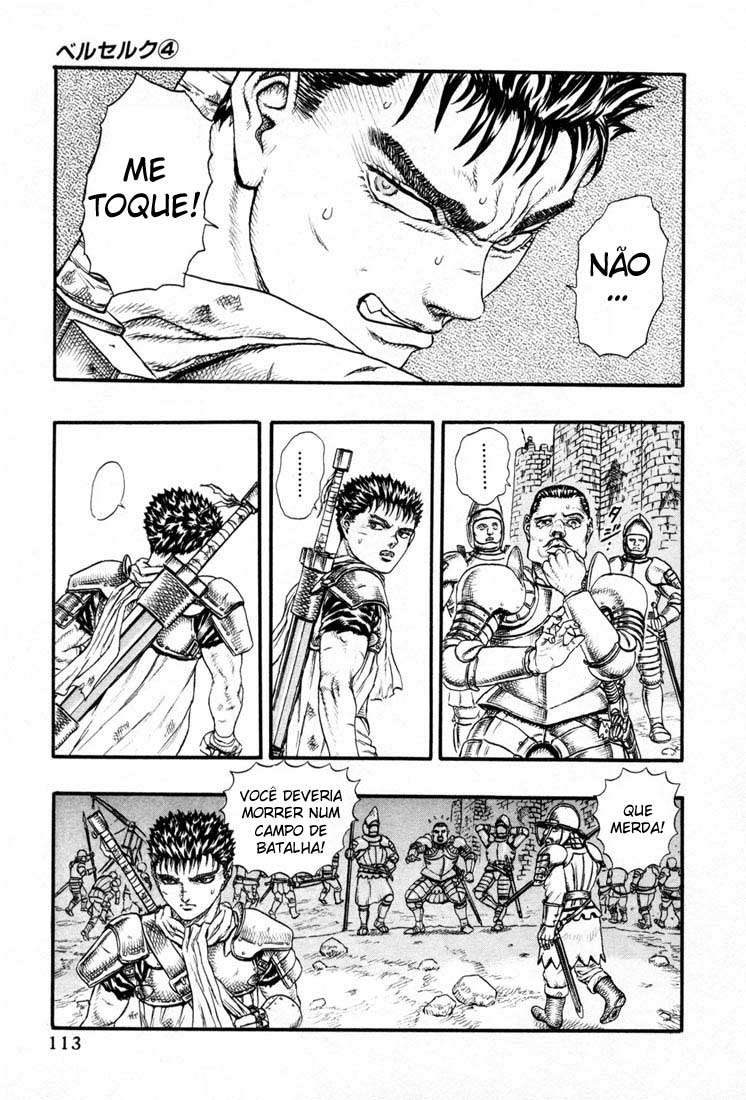 ベルセルク④
NÃO
...
ME
TOQUE!
........
........
QUE
MERDA!
VOCÊ DEVERIA
MORRER NUM
CAMPO DE
BATALHA!
113